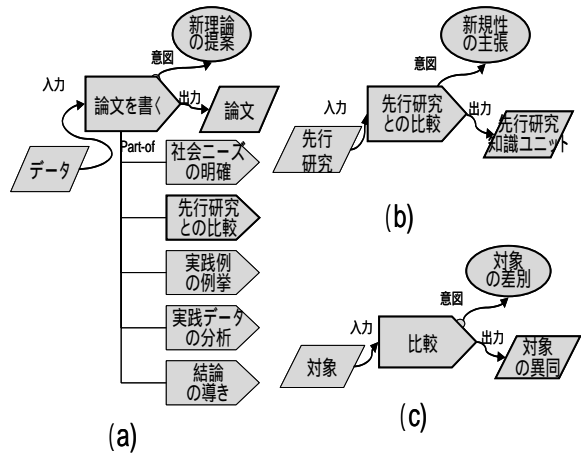 新理論
の提案
意図
入力
論文を書く
出力
論文
データ
Part-of
社会ニーズ
の明確
先行研究
との比較
実践例
の例挙
実践データ
の分析
結論
の導き
(a)
新規性
の主張
意図
入力
先行研究
との比較
出力
先行
研究
先行研究
知識ユニット
(b)
対象
の差別
意図
入力
比較
出力
対象
対象
の異同
(c)